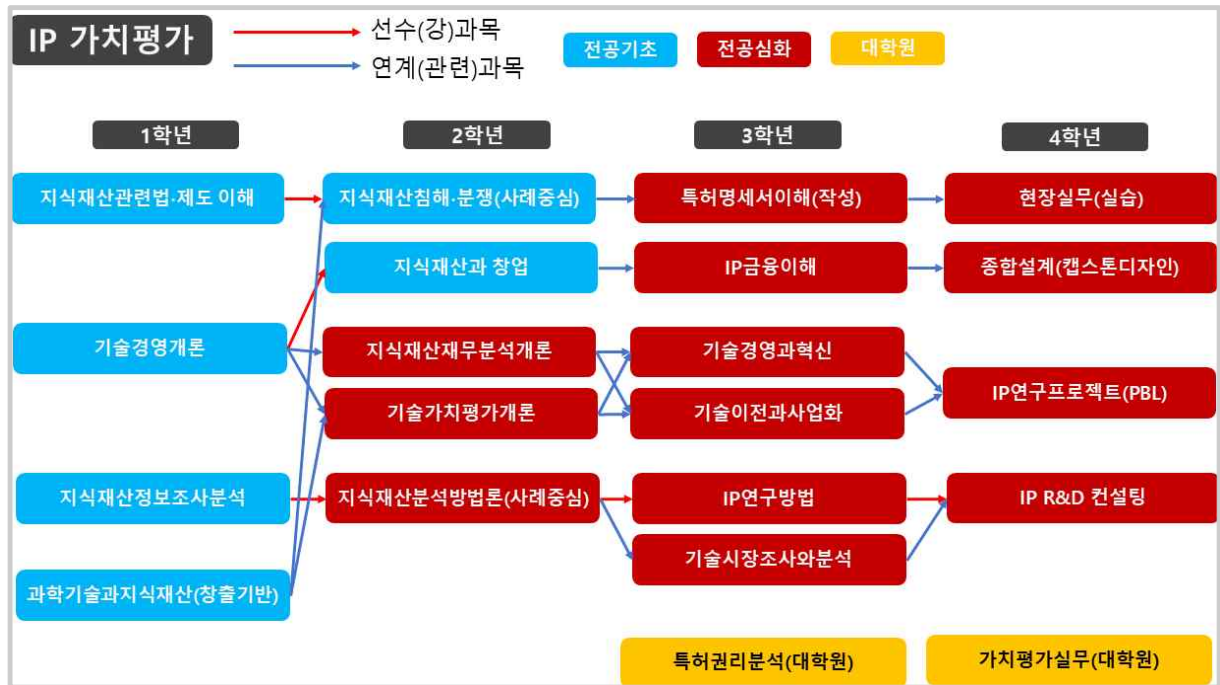 IP 가치평가
선수(강)과목
연계(관련)과목
전공기초
전공심화
대학원
1학년
2학년
3학년
4학년
지식재산관련법·제도 이해
지식재산침해·분쟁(사례중심)
특허명세서이해(작성)
현장실무(실습)
지식재산과 창업
IP금융이해
종합설계(캡스톤디자인)
기술경영개론
지식재산재무분석개론
기술경영과혁신
기술가치평가개론
기술이전과사업화
IP연구프로젝트(PBL)
지식재산정보조사분석
지식재산분석방법론(사례중심)
IP연구방법
IP R&D 컨설팅
기술시장조사와분석
과학기술과지식재산(창출기반)
특허권리분석(대학원)
가치평가실무(대학원)